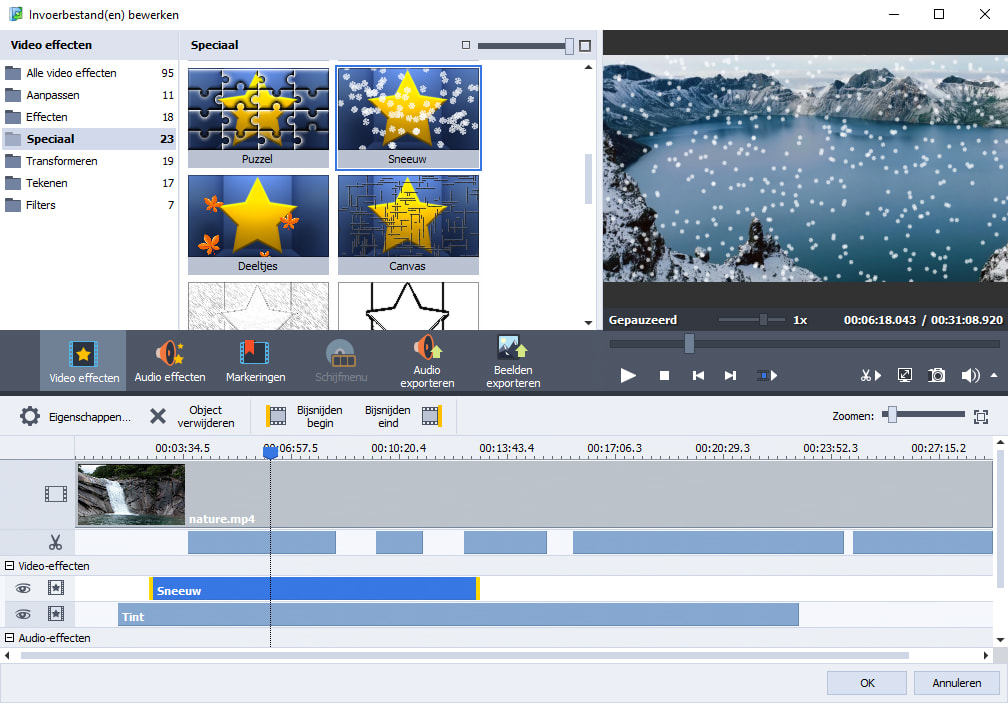 Invoerbestand(en) bewerken
Video effecten
Speciaal
Alle video effecten 95
Aanpassen 11
Effecten 18
Speciaal 23
Transformeren 19
Tekenen 17
Filters 7
Puzzel
Sneeuw
Deeltjes
Canvas
Gepauzeerd
1x
00:06:18.043 / 00:31:08.920
Video effecten
Audio effecten
Markeringen
Schijfmenu
Audio
exporteren
Beelden
exporteren
Eigenschappen...
Object
verwijderen
Bijsnijden
begin
Bijsnijden
eind
Zoomen:
00:03:34.5
06:57.5
00:10:20.4
00:13:43.4
00:17:06.3
00:20:29.3
00:23:52.3
00:27:15.2
nature.mp4
Video-effecten
Sneeuw
Tint
Audio-effecten
OK
Annuleren